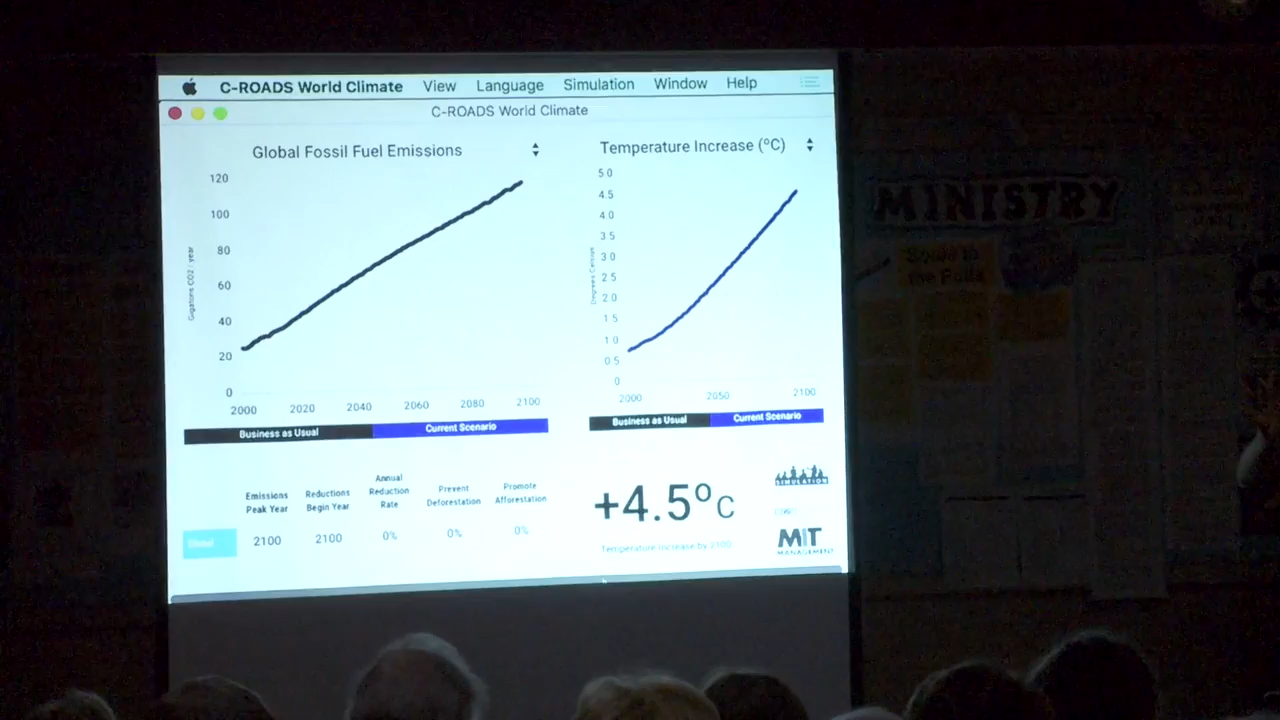 C-ROADS World Climate View Language Simulation Window Help
C-ROADS World Climate
Global Fossil Fuel Emissions
Gigatons CO2 / year
120
100
80
60
40
20
0
2000 2020 2040 2060 2080 2100
Business as Usual Current Scenario
Temperature Increase (ºC)
5 0
4.5
4.0
3 5
3 0
2 5
2 0
1 5
1 0
0 5
0
2000 2050 2100
Business as Usual Current Scenario
Emissions Peak Year
Reductions Begin Year
Annual Reduction Rate
Prevent Deforestation
Promote Afforestation
Global 2100 2100 0% 0% 0%
+4.5ºC
Temperature Increase by 2100
SIMULATION
MIT
MANAGEMENT
MINISTRY